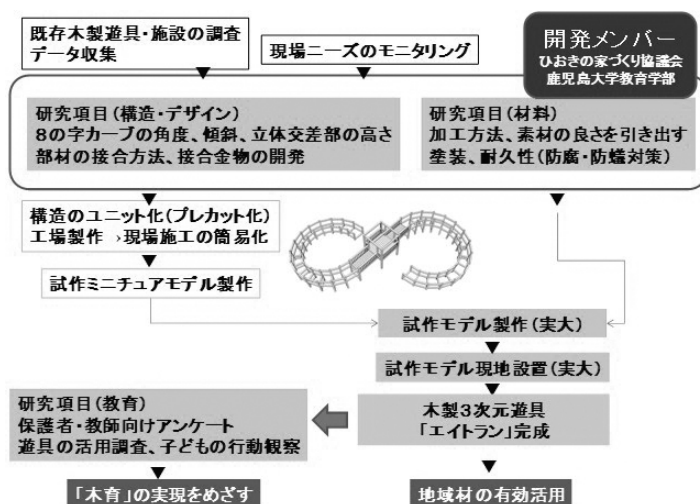 既存木製遊具・施設の調査
データ収集
現場ニーズのモニタリング
開発メンバー
ひおきの家づくり協議会
鹿児島大学教育学部
研究項目(構造・デザイン)
8の字カーブの角度、傾斜、立体交差部の高さ
部材の接合方法、接合金物の開発
研究項目(材料)
加工方法、素材の良さを引き出す
塗装、耐久性(防腐・防蟻対策)
構造のユニット化(プレカット化)
工場製作 →現場施工の簡易化
試作ミニチュアモデル製作
試作モデル製作(実大)
試作モデル現地設置(実大)
研究項目(教育)
保護者・教師向けアンケート
遊具の活用調査、子どもの行動観察
木製3次元遊具
「エイトラン」完成
「木育」の実現をめざす
地域材の有効活用